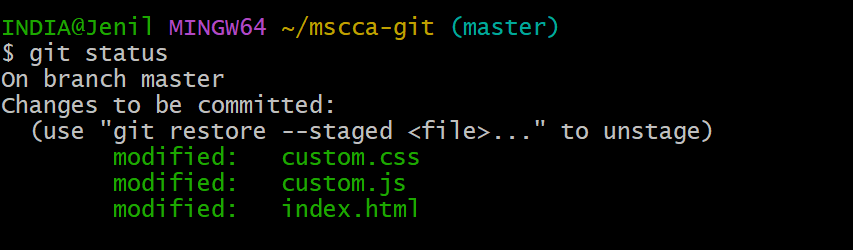 INDIA@Jenil MINGW64 ~/mscca-git (master)
$ git status
On branch master
Changes to be committed:
  (use "git restore --staged <file>..." to unstage)
        modified:   custom.css
        modified:   custom.js
        modified:   index.html